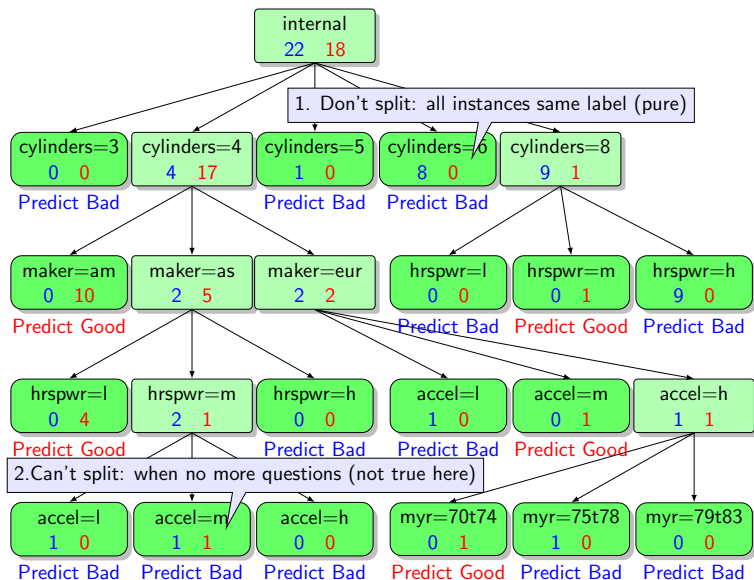 internal
22 18
1. Don't split: all instances same label (pure)
cylinders=3 cylinders=4 cylinders=5 cylinders=6 cylinders=8
0 0 4 17 1 0 8 0 9 1
Predict Bad Predict Bad Predict Bad
maker=am maker=as maker=eur hrspwr=l hrspwr=m hrspwr=h
0 10 2 5 2 2 0 0 0 1 9 0
Predict Good Predict Bad Predict Good Predict Bad
hrspwr=l hrspwr=m hrspwr=h accel=l accel=m accel=h
0 4 2 1 0 0 1 0 0 1 1 1
Predict Good Predict Bad Predict Bad Predict Good
2.Can't split: when no more questions (not true here)
accel=l accel=m accel=h myr=70t74 myr=75t78 myr=79t83
1 0 1 1 0 0 0 1 1 0 0 0
Predict Bad Predict Bad Predict Bad Predict Good Predict Bad Predict Bad